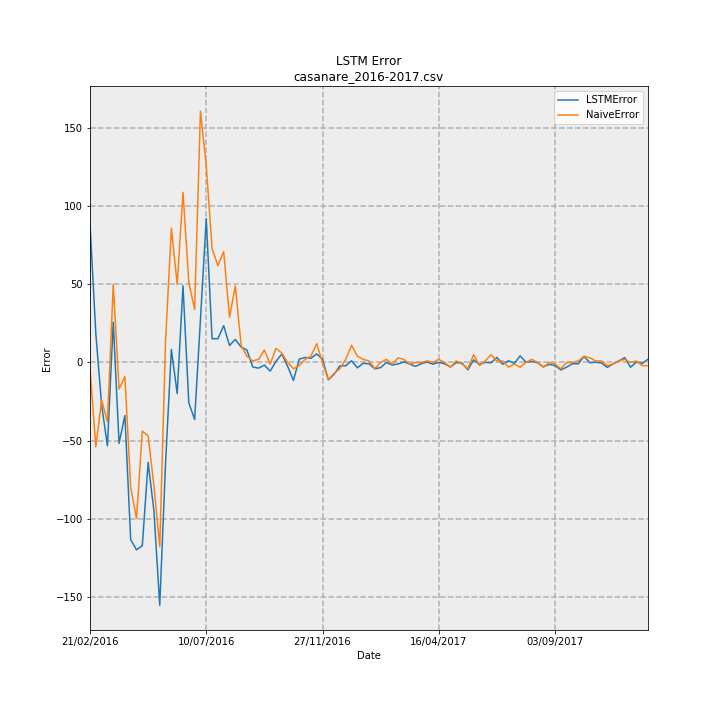 LSTM Error
casanare_2016-2017.csv
LSTMError
NaiveError
150
100
50
0
−50
−100
−150
Error
21/02/2016
10/07/2016
27/11/2016
16/04/2017
03/09/2017
Date